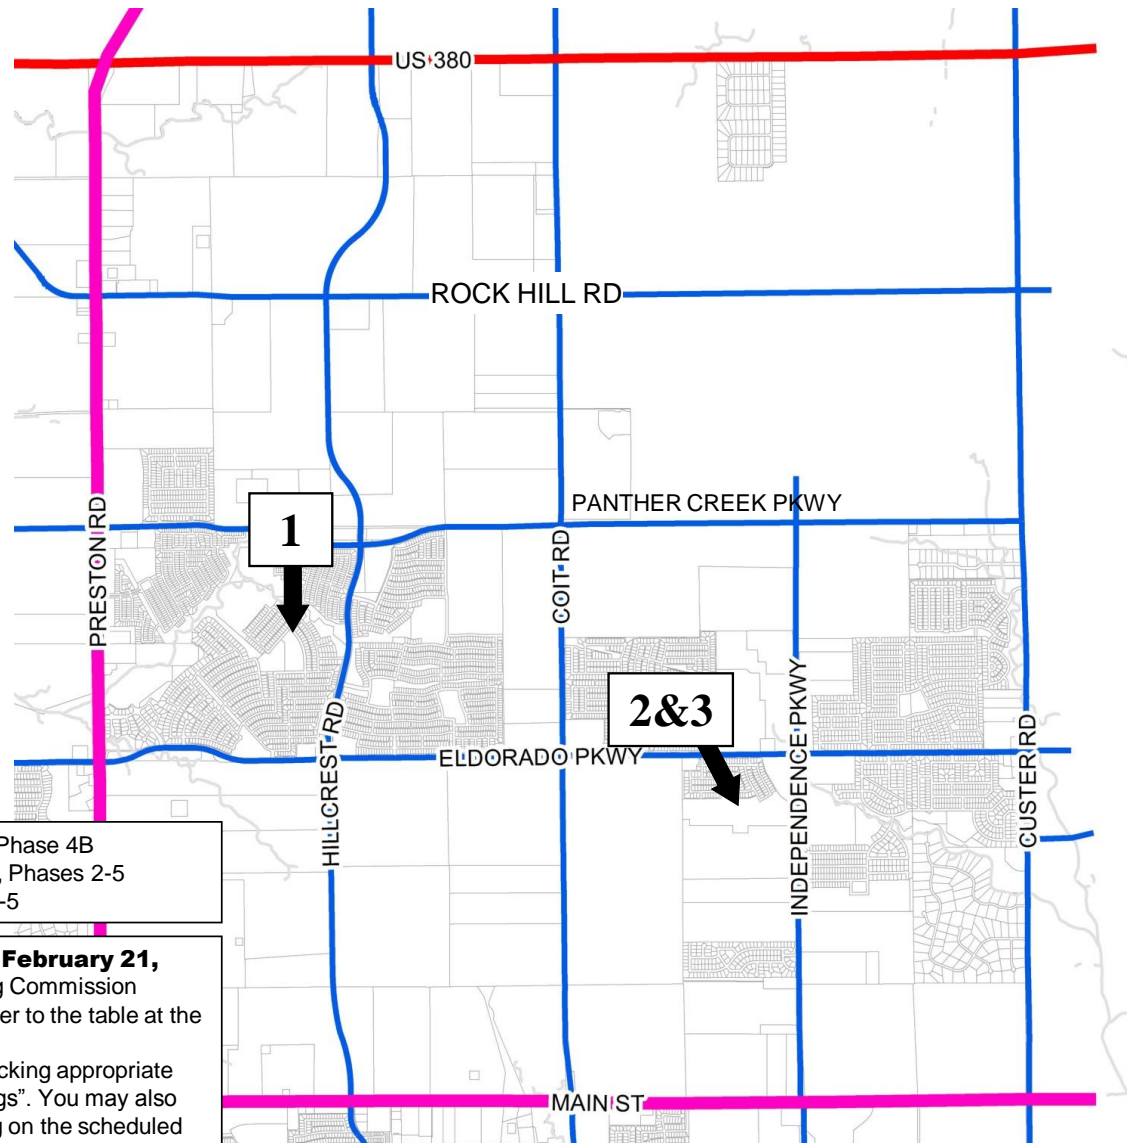 US 380
ROCK HILL RD
PANTHER CREEK PKWY
1
PRESTON RD
COIT RD
2&3
INDEPENDENCE PKWY
HILLCREST RD
ELDORADO PKWY
CUSTER RD
Phase 4B
, Phases 2-5
-5
February 21,
g Commission
er to the table at the
cking appropriate
gs”. You may also
g on the scheduled
MAIN ST